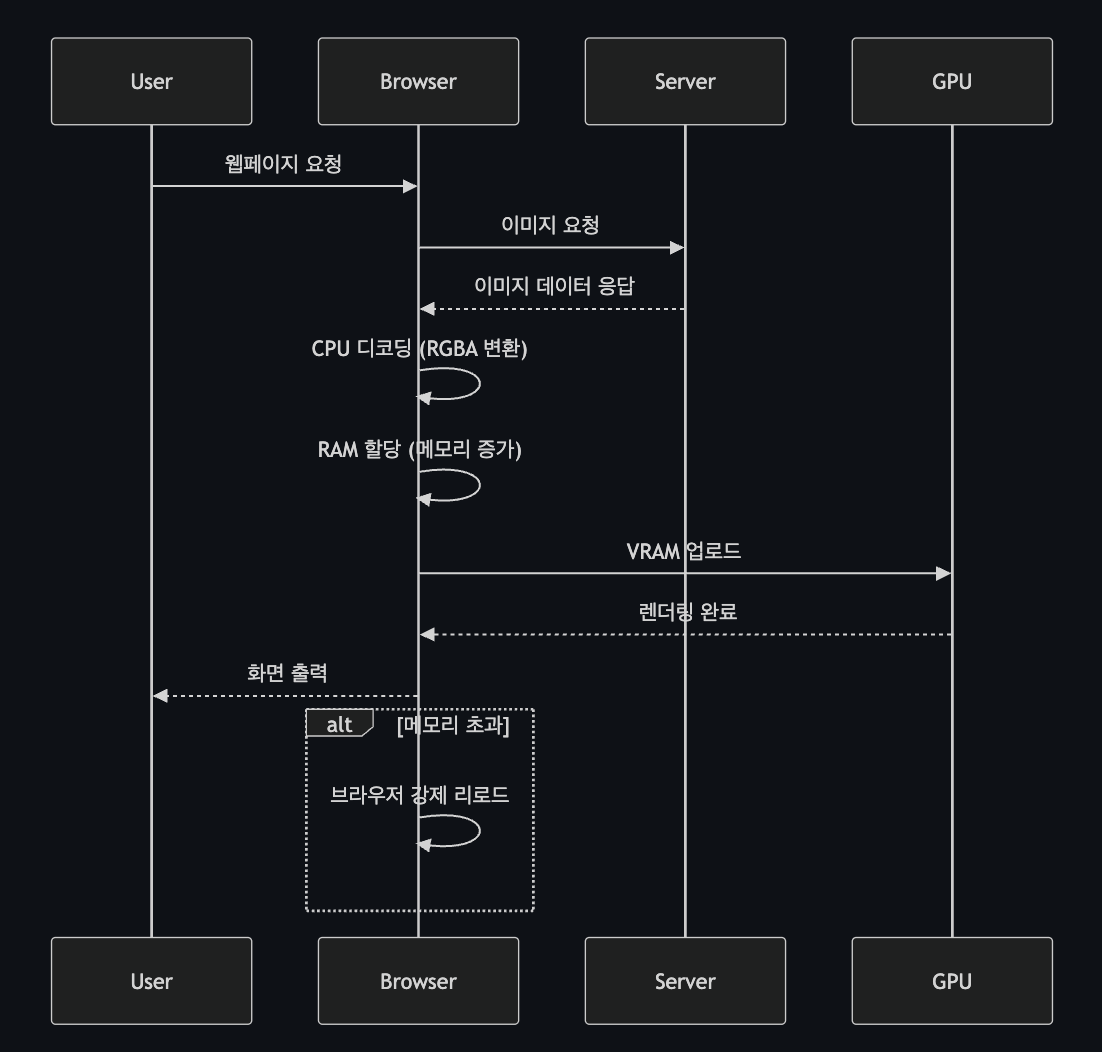 User
Browser
Server
GPU
웹페이지 요청
이미지 요청
이미지 데이터 응답
CPU 디코딩 (RGBA 변환)
RAM 할당 (메모리 증가)
VRAM 업로드
렌더링 완료
화면 출력
alt
[메모리 초과]
브라우저 강제 리로드
User
Browser
Server
GPU